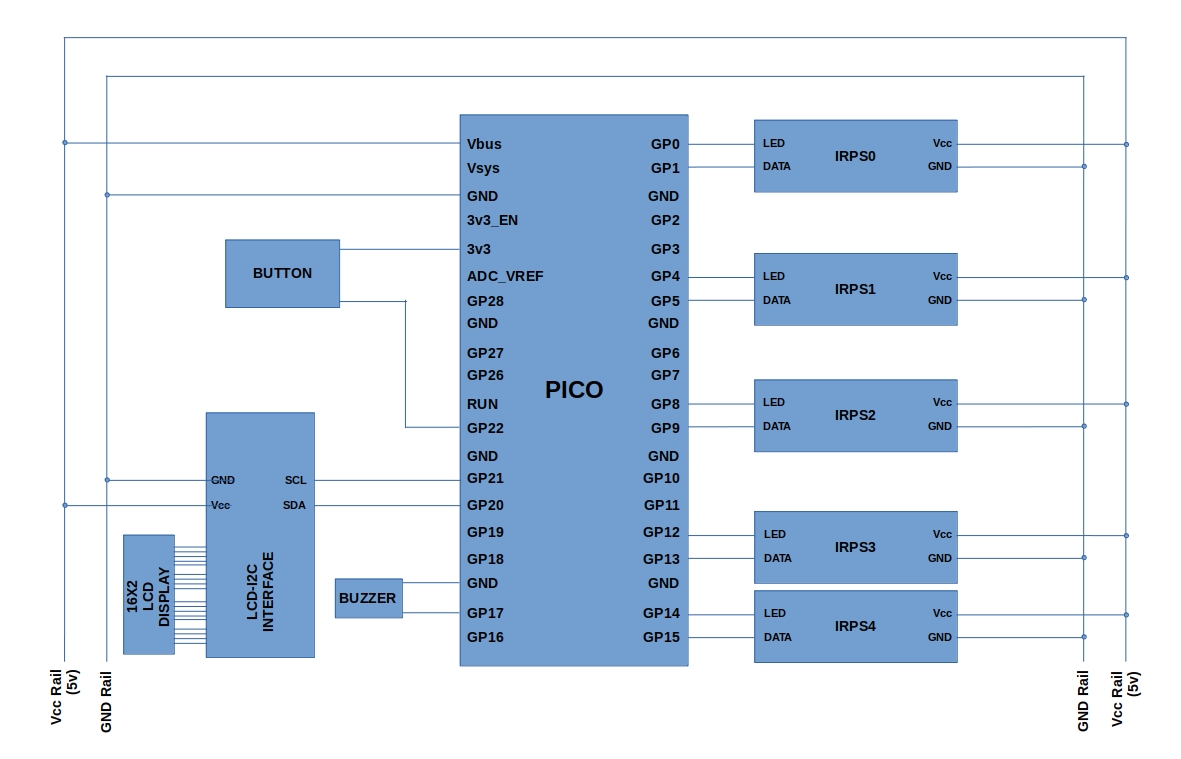 Vbus
Vsys
GND
3v3_EN
3v3
ADC_VREF
GP28
GND
GP27
GP26
RUN
GP22
GND
GP21
GP20
GP19
GP18
GND
GP17
GP16
PICO
GP0
GP1
GND
GP2
GP3
GP4
GP5
GND
GP6
GP7
GP8
GP9
GND
GP10
GP11
GP12
GP13
GND
GP14
GP15
BUTTON
GND SCL
Vcc SDA
LCD-I2C
INTERFACE
16X2
LCD
DISPLAY
BUZZER
LED IRPS0 Vcc
DATA GND
LED IRPS1 Vcc
DATA GND
LED IRPS2 Vcc
DATA GND
LED IRPS3 Vcc
DATA GND
LED IRPS4 Vcc
DATA GND
Vcc Rail
(5v)
GND Rail
GND Rail
Vcc Rail
(5v)